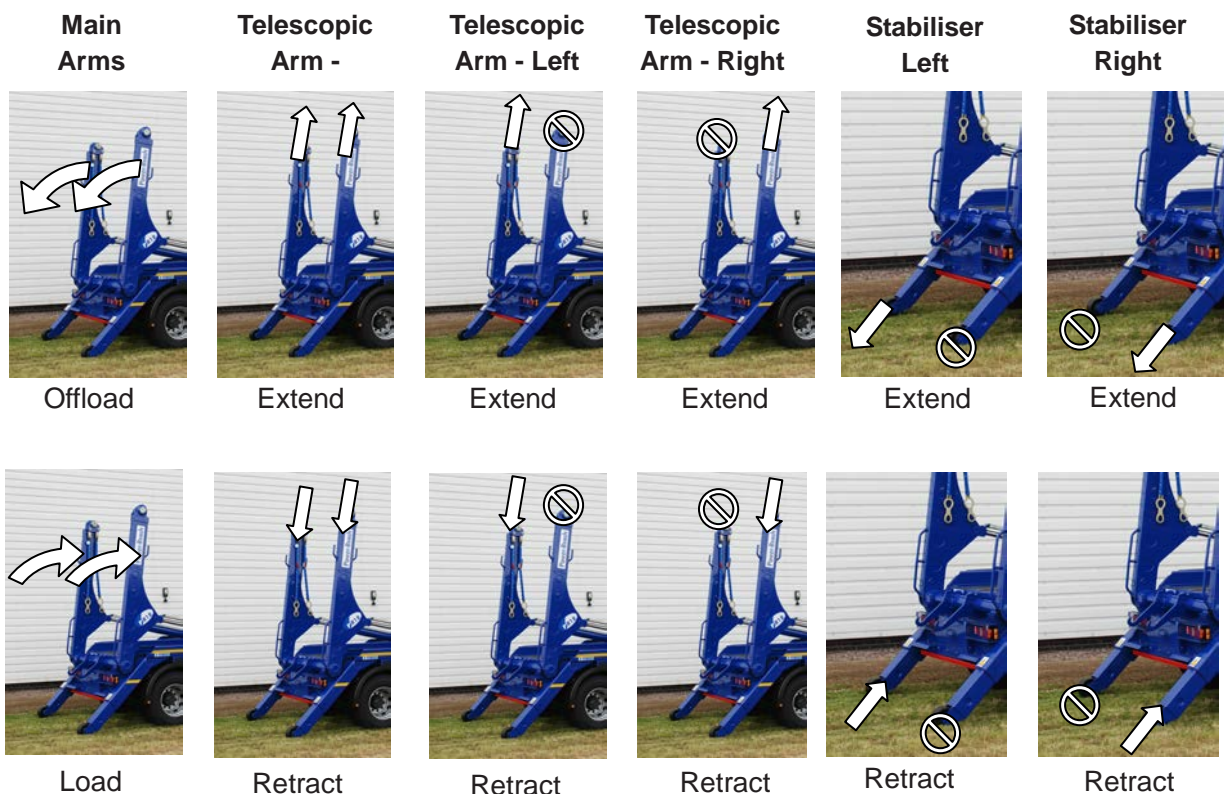 Main
Arms
Telescopic
Arm -
Telescopic
Arm - Left
Telescopic
Arm - Right
Stabiliser
Left
Stabiliser
Right
Offload
Extend
Extend
Extend
Extend
Extend
Load
Retract
Retract
Retract
Retract
Retract